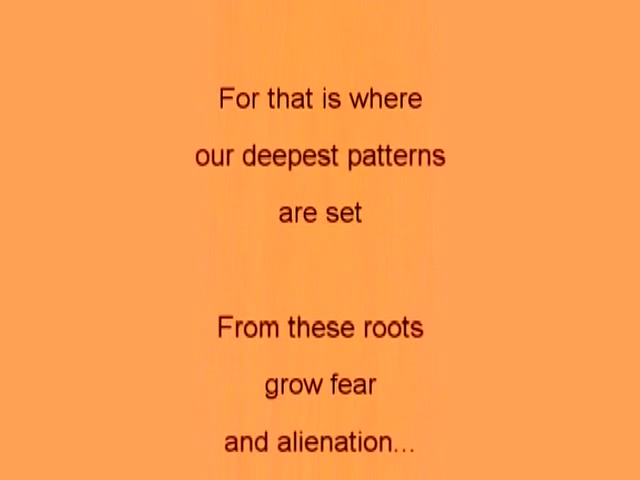 For that is where
our deepest patterns
are set
From these roots
grow fear
and alienation...